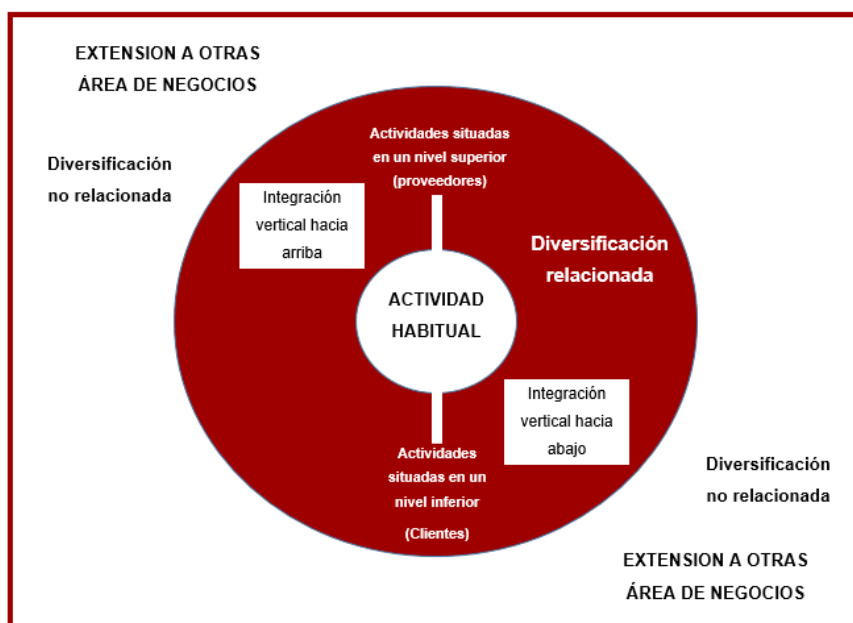 EXTENSION A OTRAS
ÁREA DE NEGOCIOS
Diversificación
no relacionada
Actividades situadas
en un nivel superior
(proveedores)
Integración
vertical hacia
arriba
Diversificación
relacionada
ACTIVIDAD
HABITUAL
Integración
vertical hacia
abajo
Actividades
situadas en un
nivel inferior
(Clientes)
Diversificación
no relacionada
EXTENSION A OTRAS
ÁREA DE NEGOCIOS